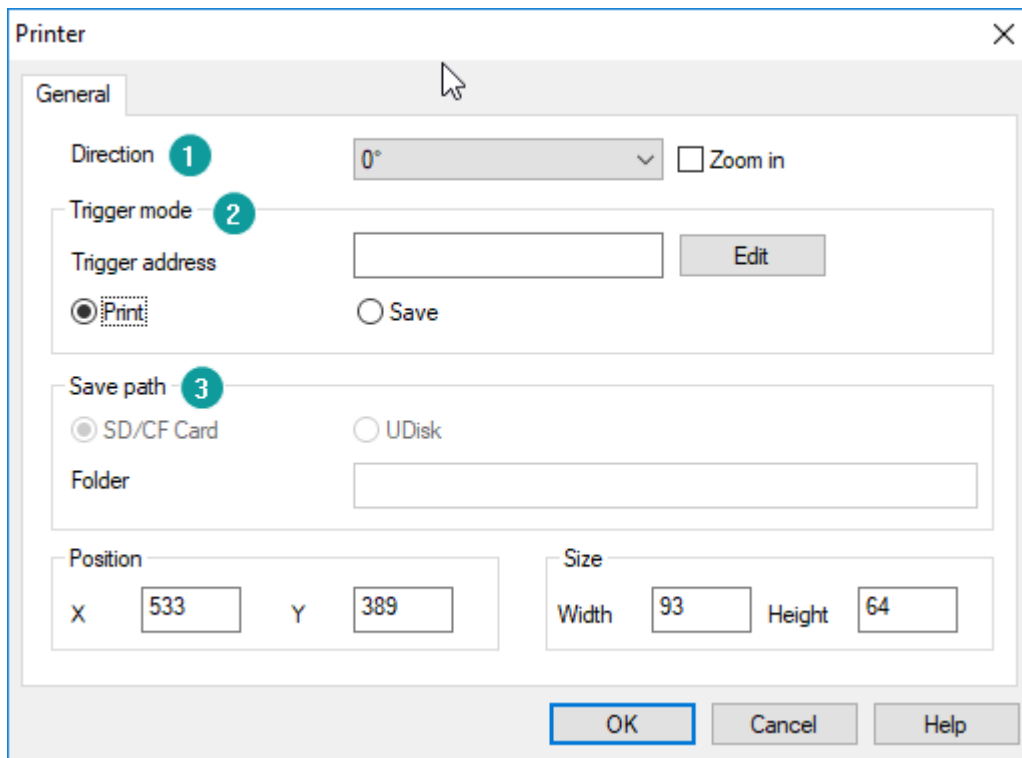 Printer
General
Direction 1 0° Zoom in
Trigger mode 2
Trigger address Edit
Print Save
Save path 3
SD/CF Card UDisk
Folder
Position Size
X 533 Y 389 Width 93 Height 64
OK Cancel Help